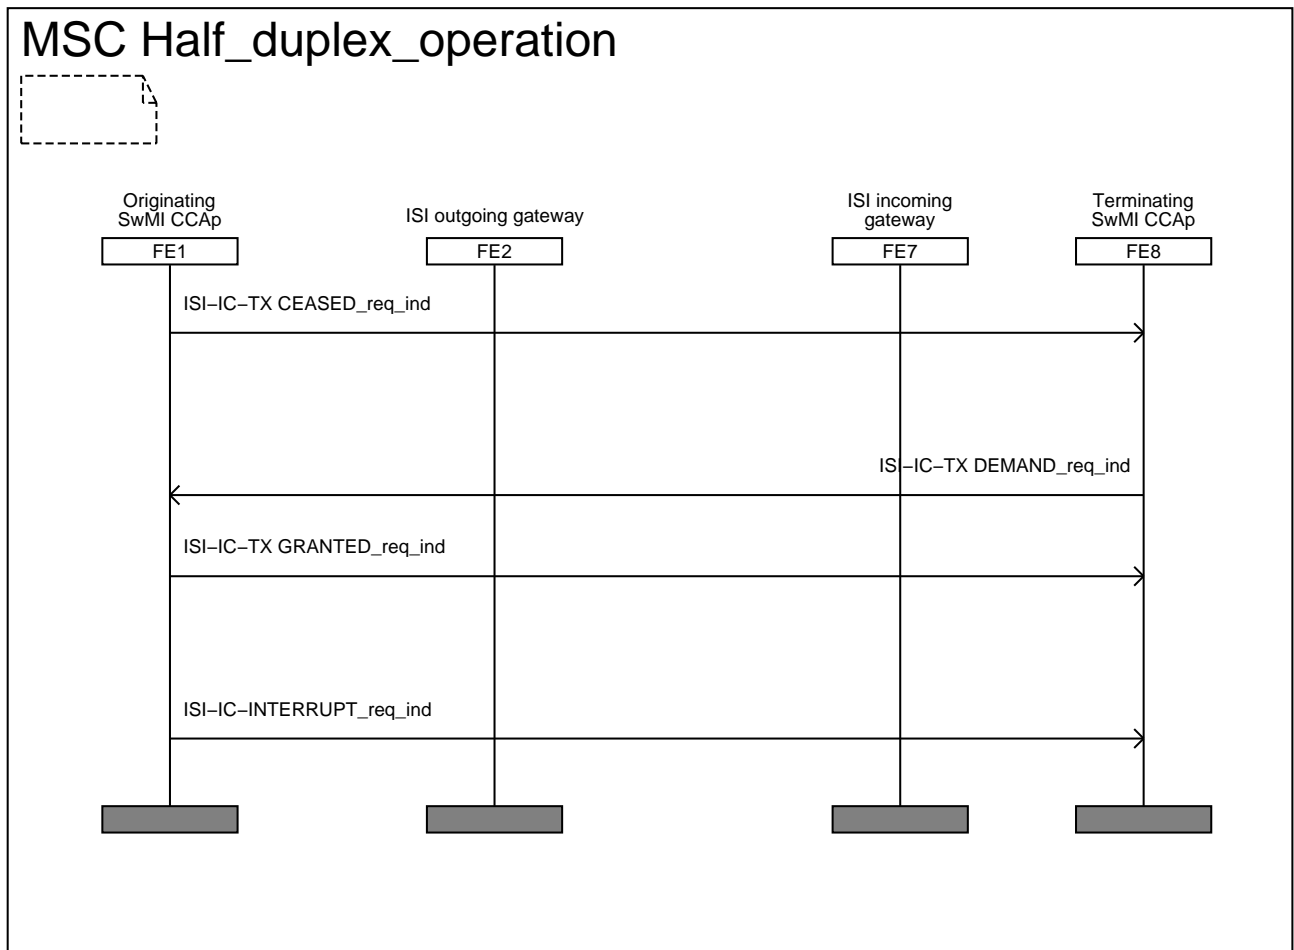 MSC Half_duplex_operation
Originating
SwMI CCAp
ISI outgoing gateway
ISI incoming
gateway
Terminating
SwMI CCAp
FE1
FE2
FE7
FE8
ISI−IC−TX CEASED_req_ind
ISI−IC−TX DEMAND_req_ind
ISI−IC−TX GRANTED_req_ind
ISI−IC−INTERRUPT_req_ind